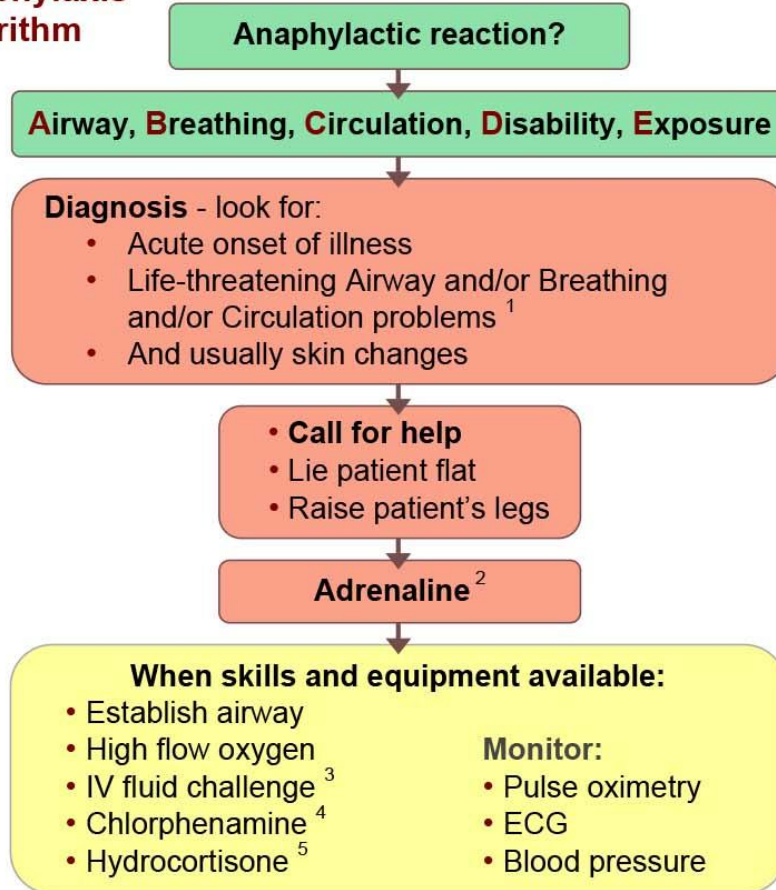 Anaphylactic reaction?
Airway, Breathing, Circulation, Disability, Exposure
Diagnosis - look for:
• Acute onset of illness
• Life-threatening Airway and/or Breathing
and/or Circulation problems 1
• And usually skin changes
• Call for help
• Lie patient flat
• Raise patient's legs
Adrenaline 2
When skills and equipment available:
• Establish airway
• High flow oxygen
• IV fluid challenge 3
• Chlorphenamine 4
• Hydrocortisone 5
Monitor:
• Pulse oximetry
• ECG
• Blood pressure